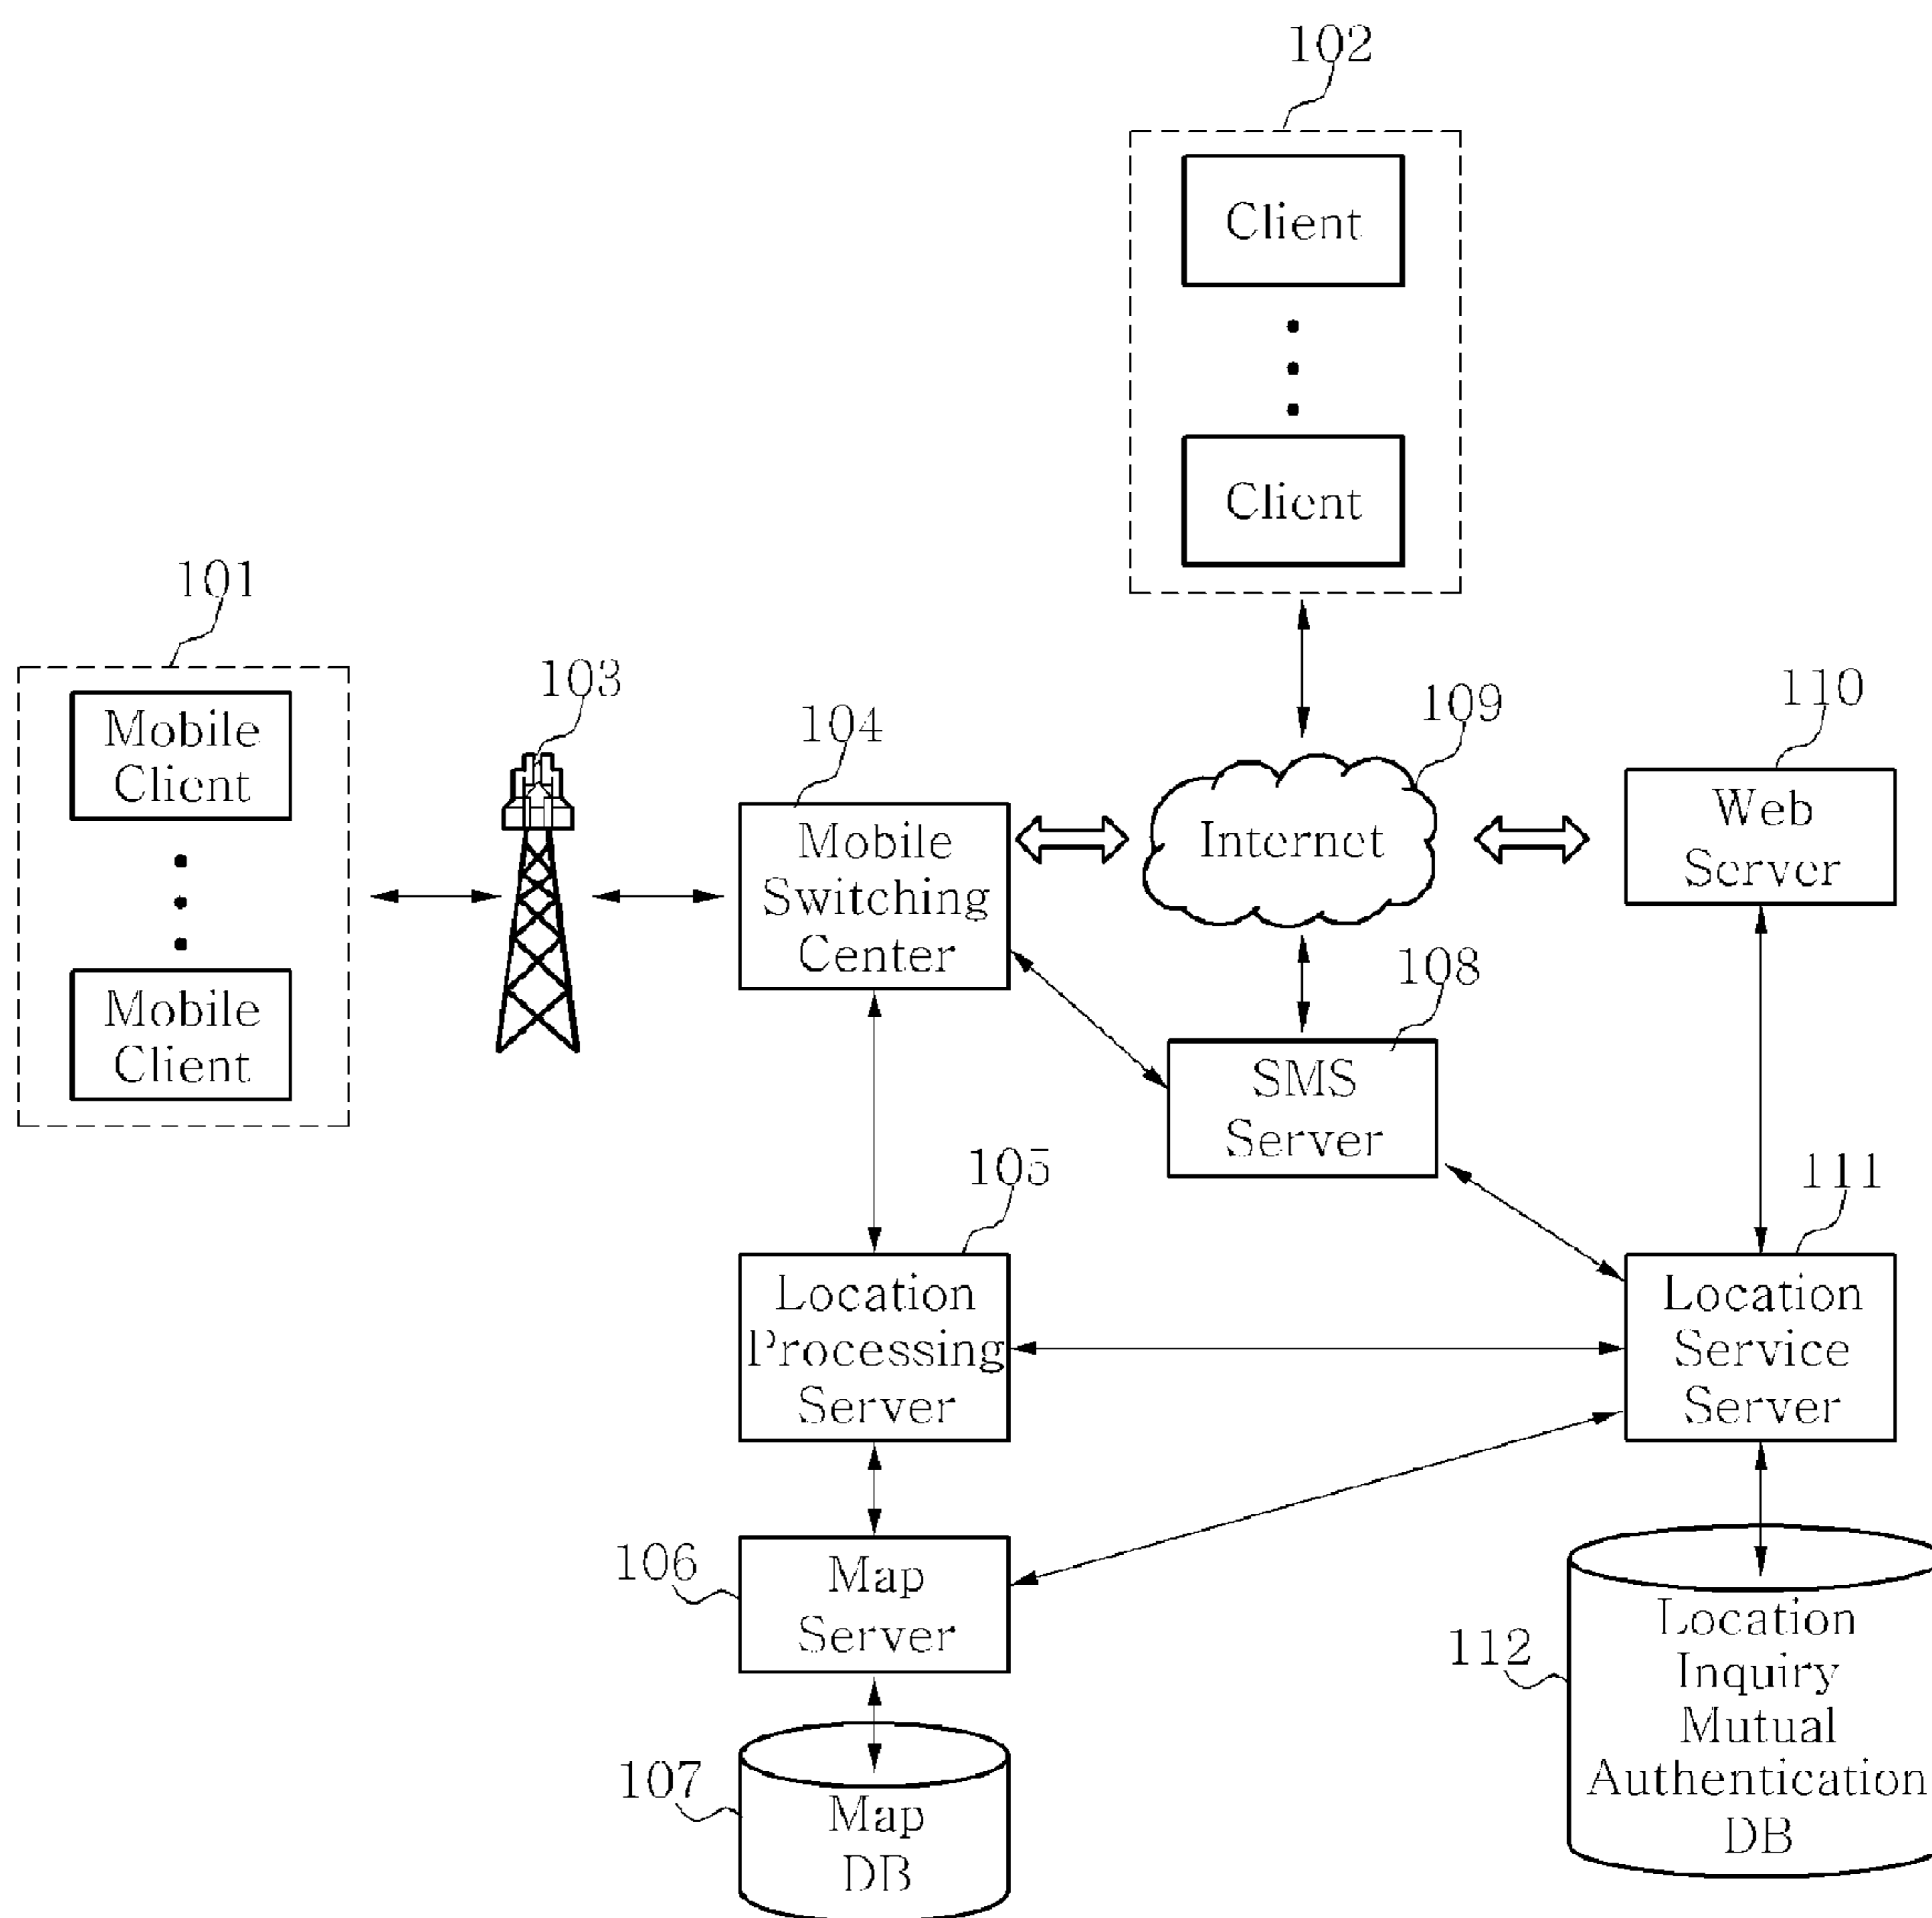 102
Client
Client
101
Mobile
Client
Mobile
Client
103
104
Mobile
Switching
Center
109
Internet
110
Web
Server
108
SMS
Server
105
Location
Processing
Server
111
Location
Service
Server
106
Map
Server
107
Map
DB
112
Location
Inquiry
Mutual
Authentication
DB